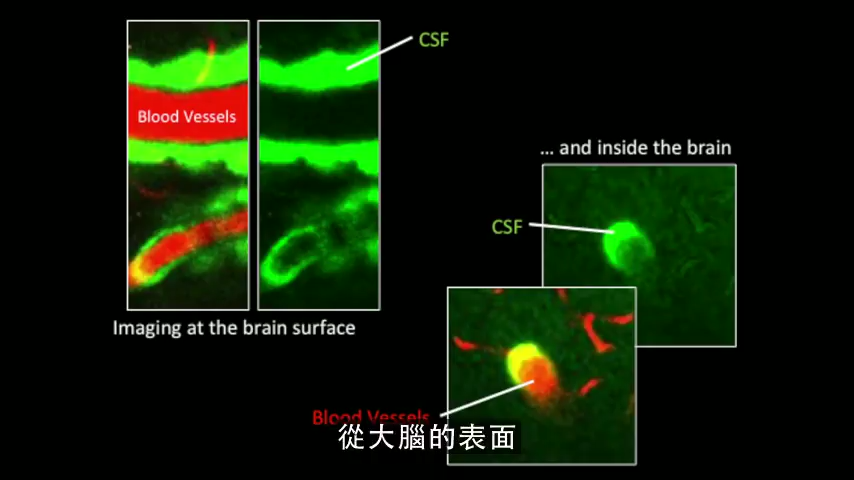 CSF
Blood Vessels
... and inside the brain
CSF
Imaging at the brain surface
Blood Vessels
從大腦的表面